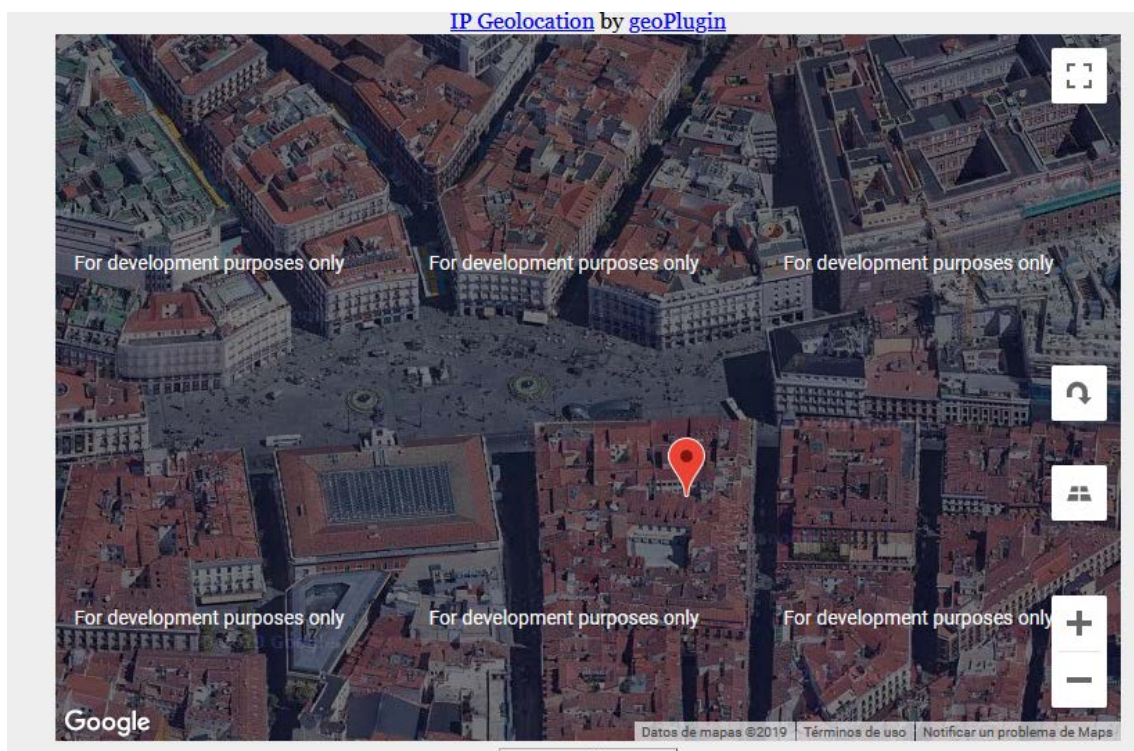 IP Geolocation by geoPlugin
For development purposes only
For development purposes only
For development purposes only
For development purposes only
For development purposes only
For development purposes only
Google
Datos de mapas ©2019
Términos de uso
Notificar un problema de Maps